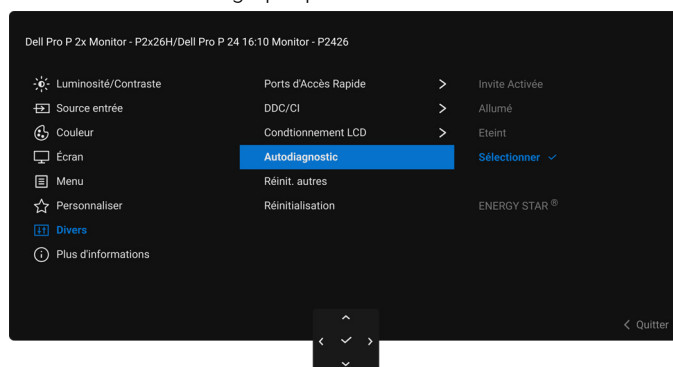 Dell Pro P 2x Monitor - P2x26H/Dell Pro P 24 16:10 Monitor - P2426
Luminosité/Contraste Ports d'Accès Rapide Invite Activée
Source entrée DDC/CI Allumé
Couleur Condtionnement LCD Eteint
Écran Autodiagnostic Sélectionner
Menu Réinit. autres
Personnaliser Réinitialisation ENERGY STAR ®
Divers
Plus d'informations
Quitter